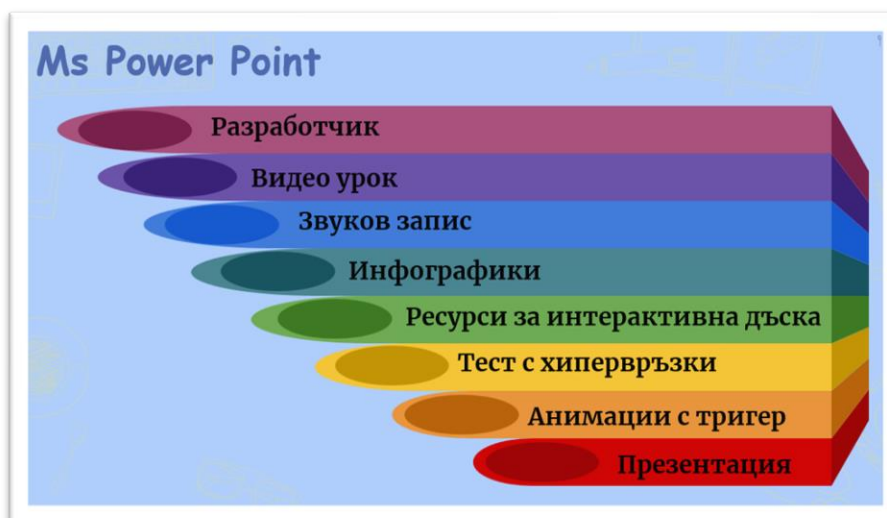 Ms Power Point
Разработчик
Видео урок
Звуков запис
Инфографики
Ресурси за интерактивна дъска
Тест с хипервръзки
Анимации с тригер
Презентация